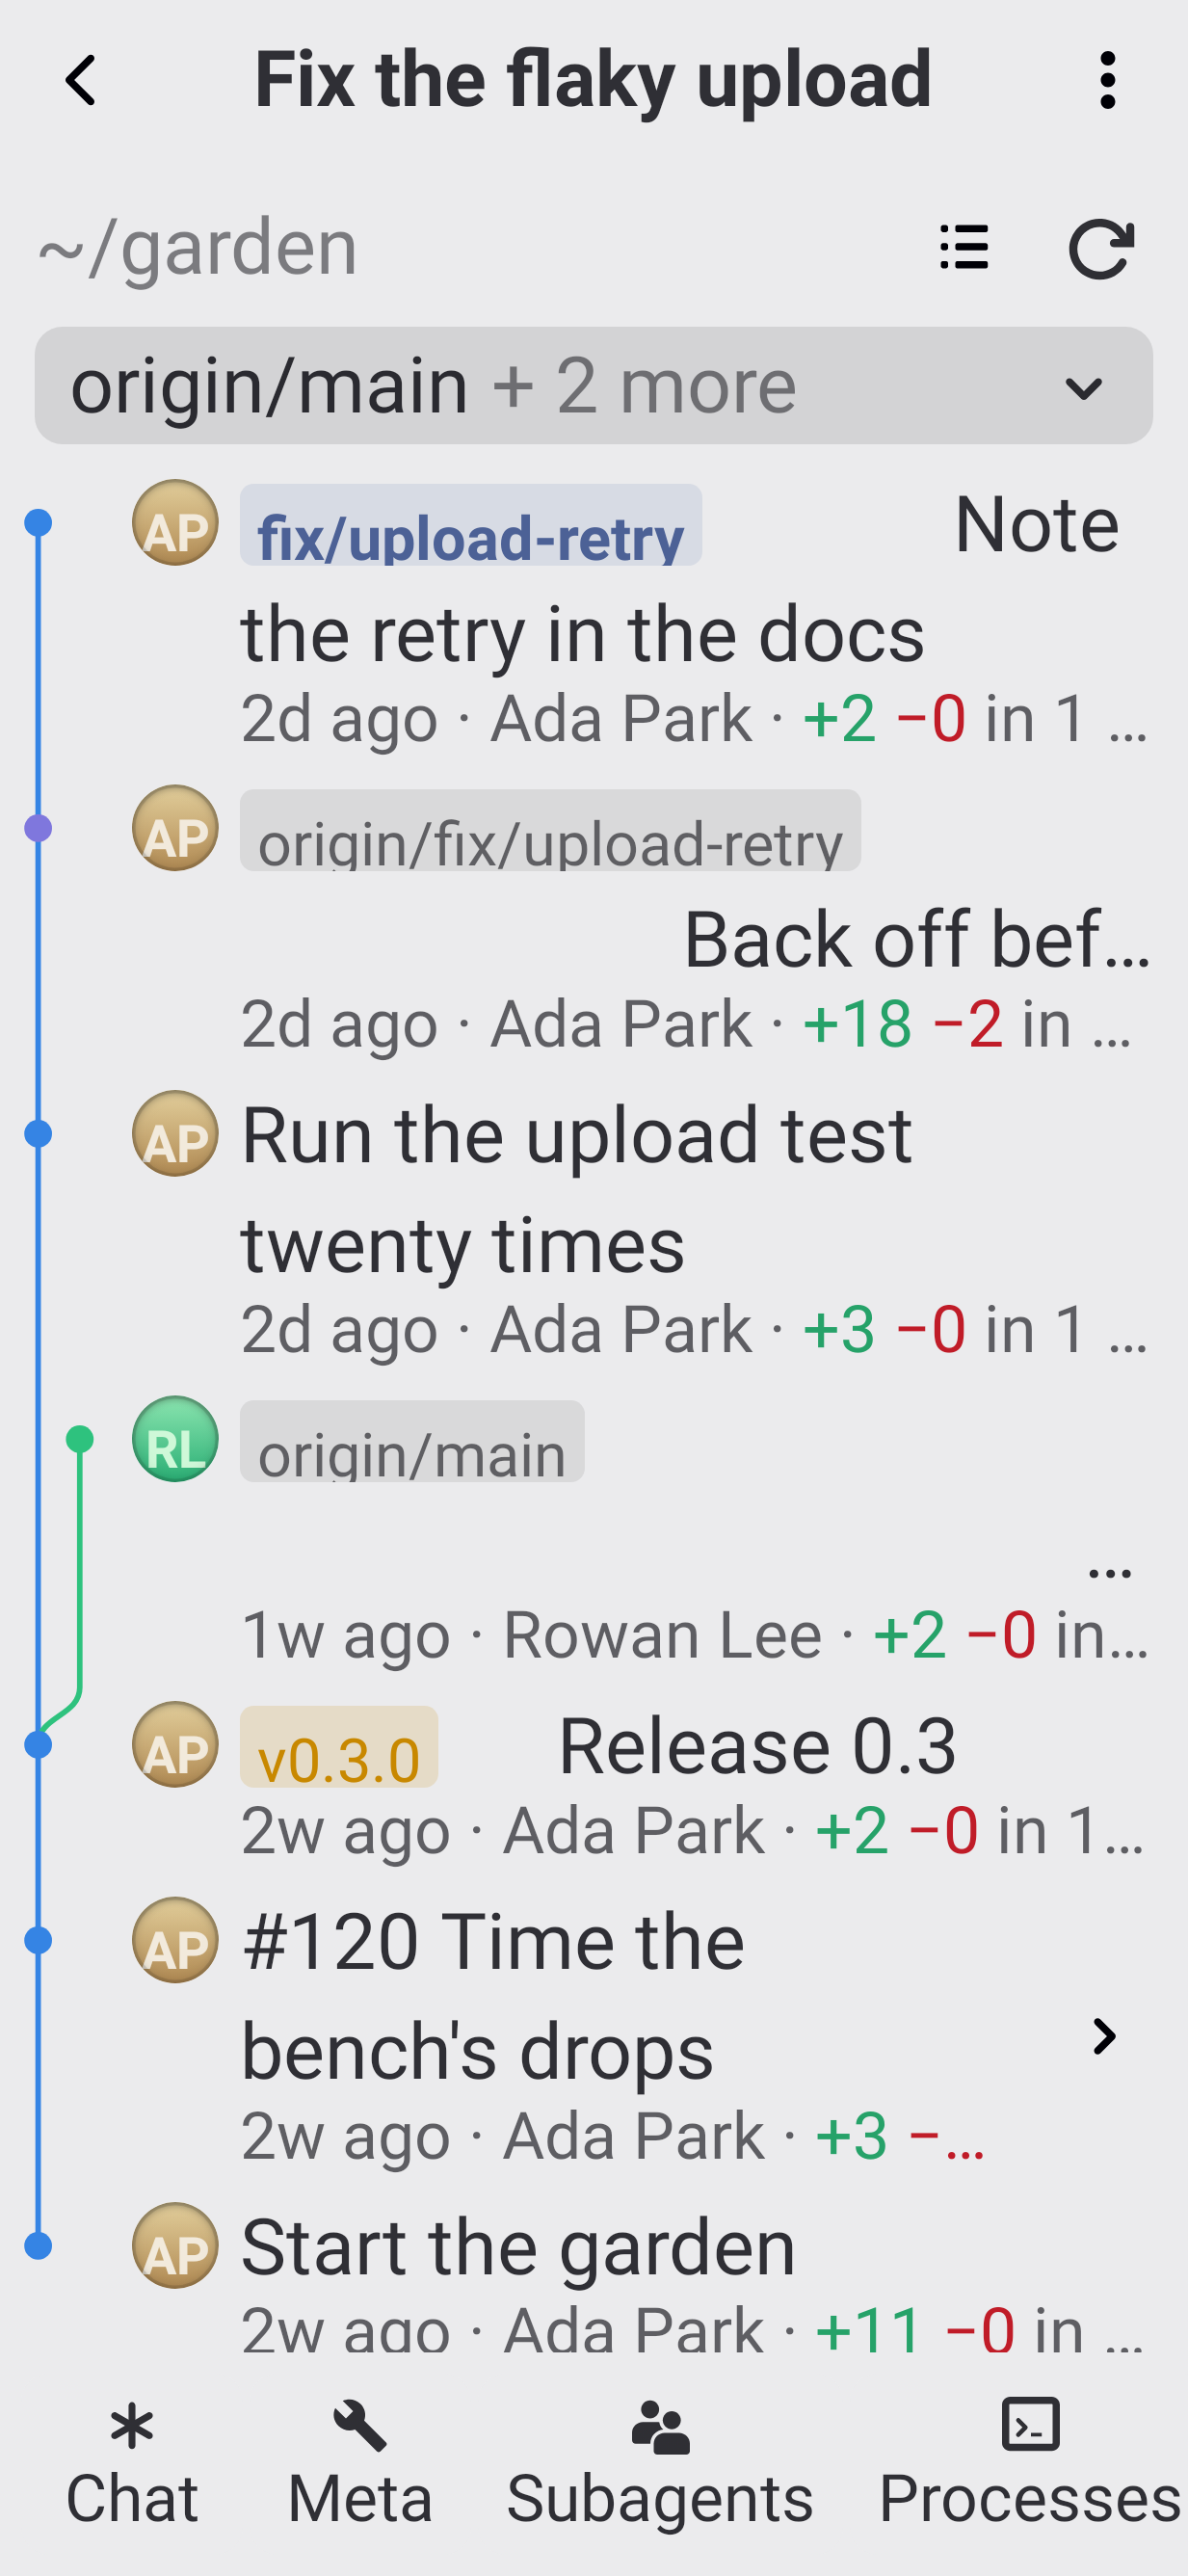 Fix the flaky upload
~/garden
origin/main + 2 more
AP fix/upload-retry Note
the retry in the docs
2d ago · Ada Park · +2 −0 in 1 …
AP origin/fix/upload-retry
Back off bef…
2d ago · Ada Park · +18 −2 in …
AP Run the upload test
twenty times
2d ago · Ada Park · +3 −0 in 1 …
RL origin/main
…
1w ago · Rowan Lee · +2 −0 in…
AP v0.3.0 Release 0.3
2w ago · Ada Park · +2 −0 in 1…
AP #120 Time the
bench's drops
2w ago · Ada Park · +3 −…
AP Start the garden
2w ago · Ada Park · +11 −0 in …
Chat Meta Subagents Processes